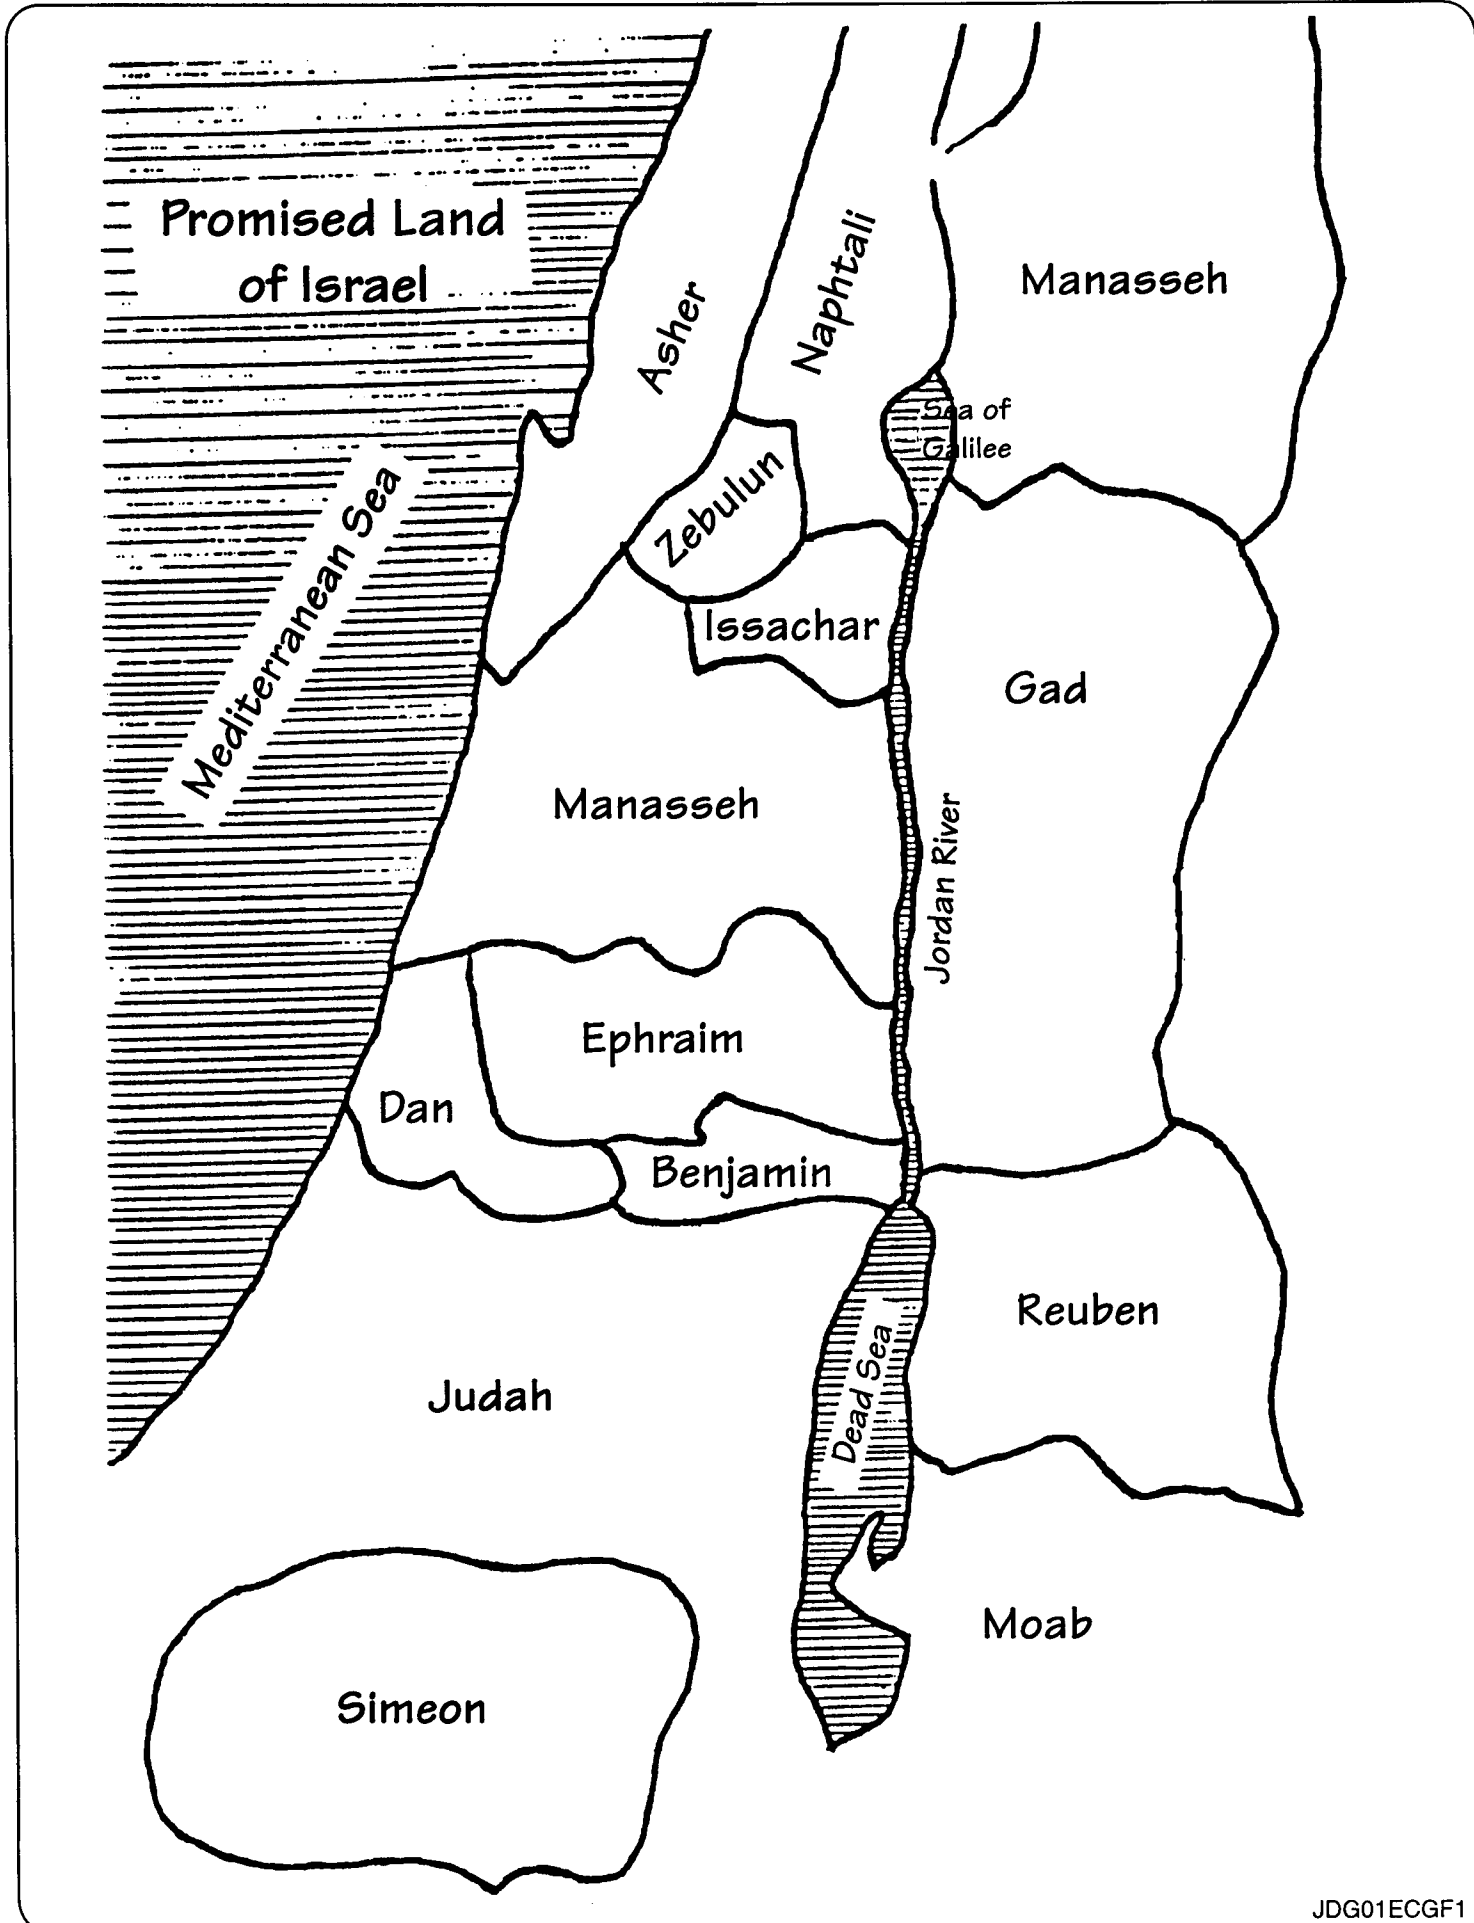 Promised Land
of Israel
Mediterranean Sea
Asher
Naphtali
Manasseh
Sea of
Galilee
Zebulun
Issachar
Gad
Manasseh
Jordan River
Ephraim
Dan
Benjamin
Reuben
Dead Sea
Judah
Moab
Simeon
JDG01ECGF1